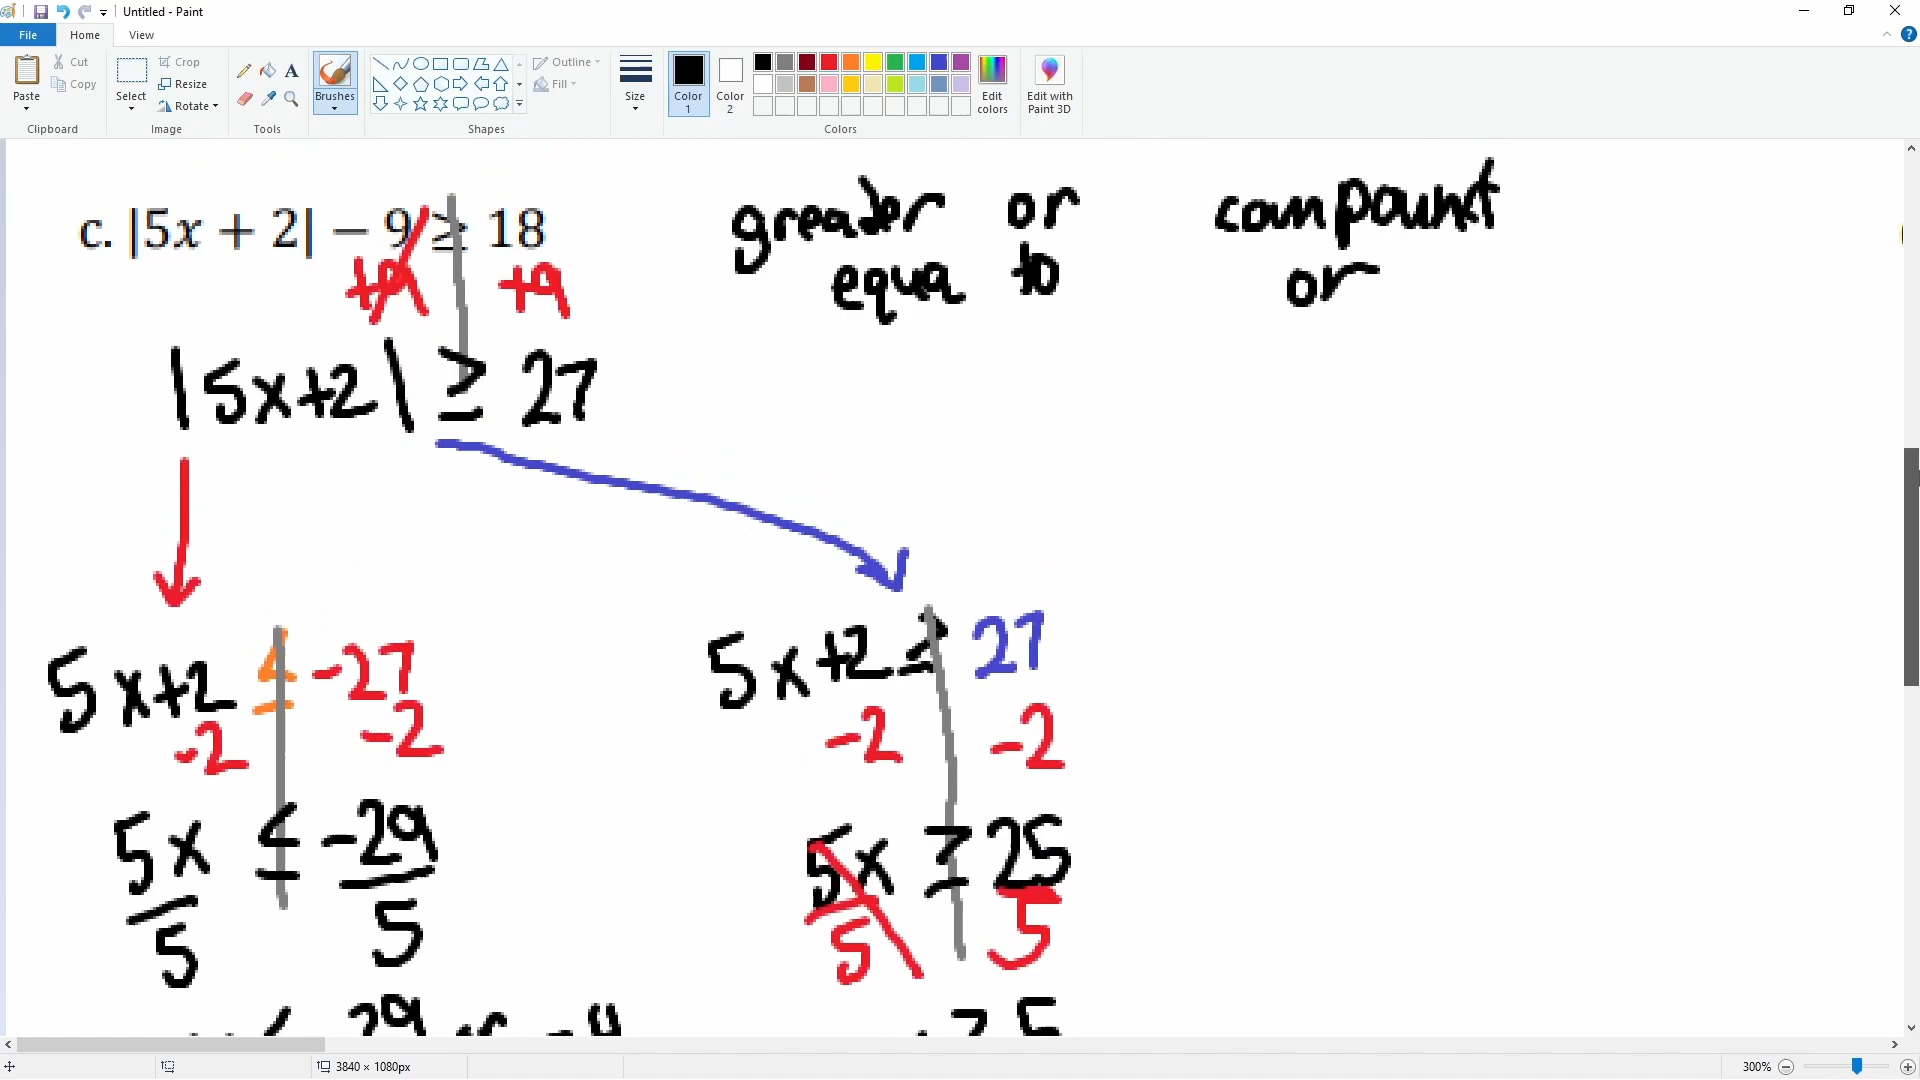 Untitled - Paint
File Home View
Paste
Cut
Copy
Clipboard
Select
Crop
Resize
Rotate
Image
A
Tools
Brushes
Outline
Fill
Shapes
Size
Color 1
Color 2
Edit colors
Colors
Edit with Paint 3D
c. |5x + 2| − 9 ≥ 18
+9 +9
|5x+2| ≥ 27
greater or
equa to
compound
or
5x+2 ≤ -27
-2 -2
5x ≤ -29
5 5
5x+2 ≥ 27
-2 -2
5x ≥ 25
5 5
3840 × 1080px
300%